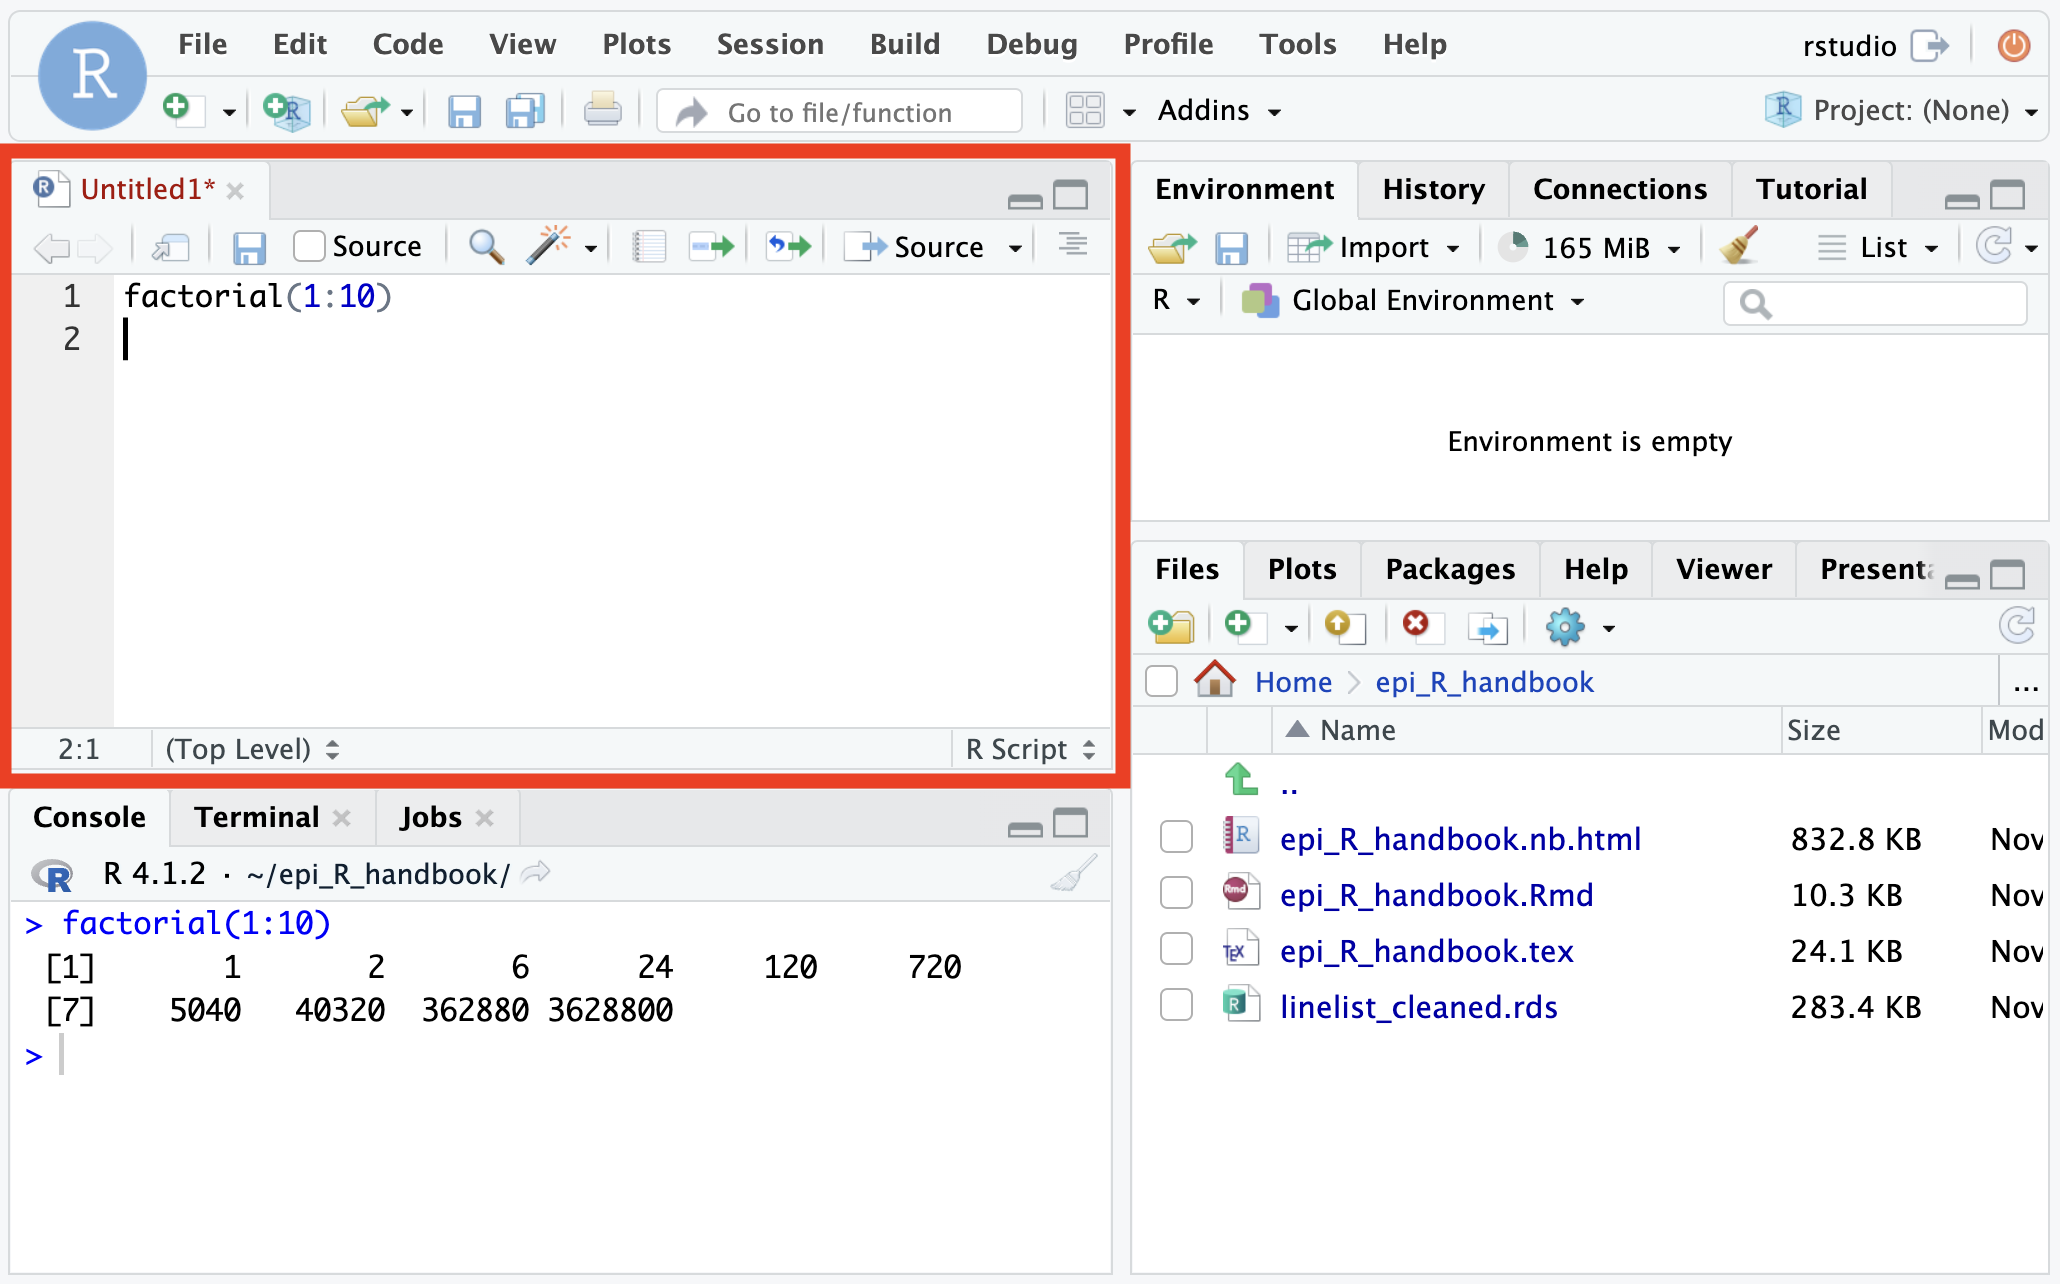 R
File Edit Code View Plots Session Build Debug Profile Tools Help
rstudio
Go to file/function
Addins
Project: (None)
Untitled1*
Source
Source
1 factorial(1:10)
2
2:1 (Top Level) R Script
Console Terminal Jobs
R 4.1.2 · ~/epi_R_handbook/
> factorial(1:10)
[1] 1 2 6 24 120 720
[7] 5040 40320 362880 3628800
>
Environment History Connections Tutorial
Import 165 MiB List
R Global Environment
Environment is empty
Files Plots Packages Help Viewer Presenta
Home epi_R_handbook ...
Name Size Mod
..
epi_R_handbook.nb.html 832.8 KB Nov
epi_R_handbook.Rmd 10.3 KB Nov
epi_R_handbook.tex 24.1 KB Nov
linelist_cleaned.rds 283.4 KB Nov